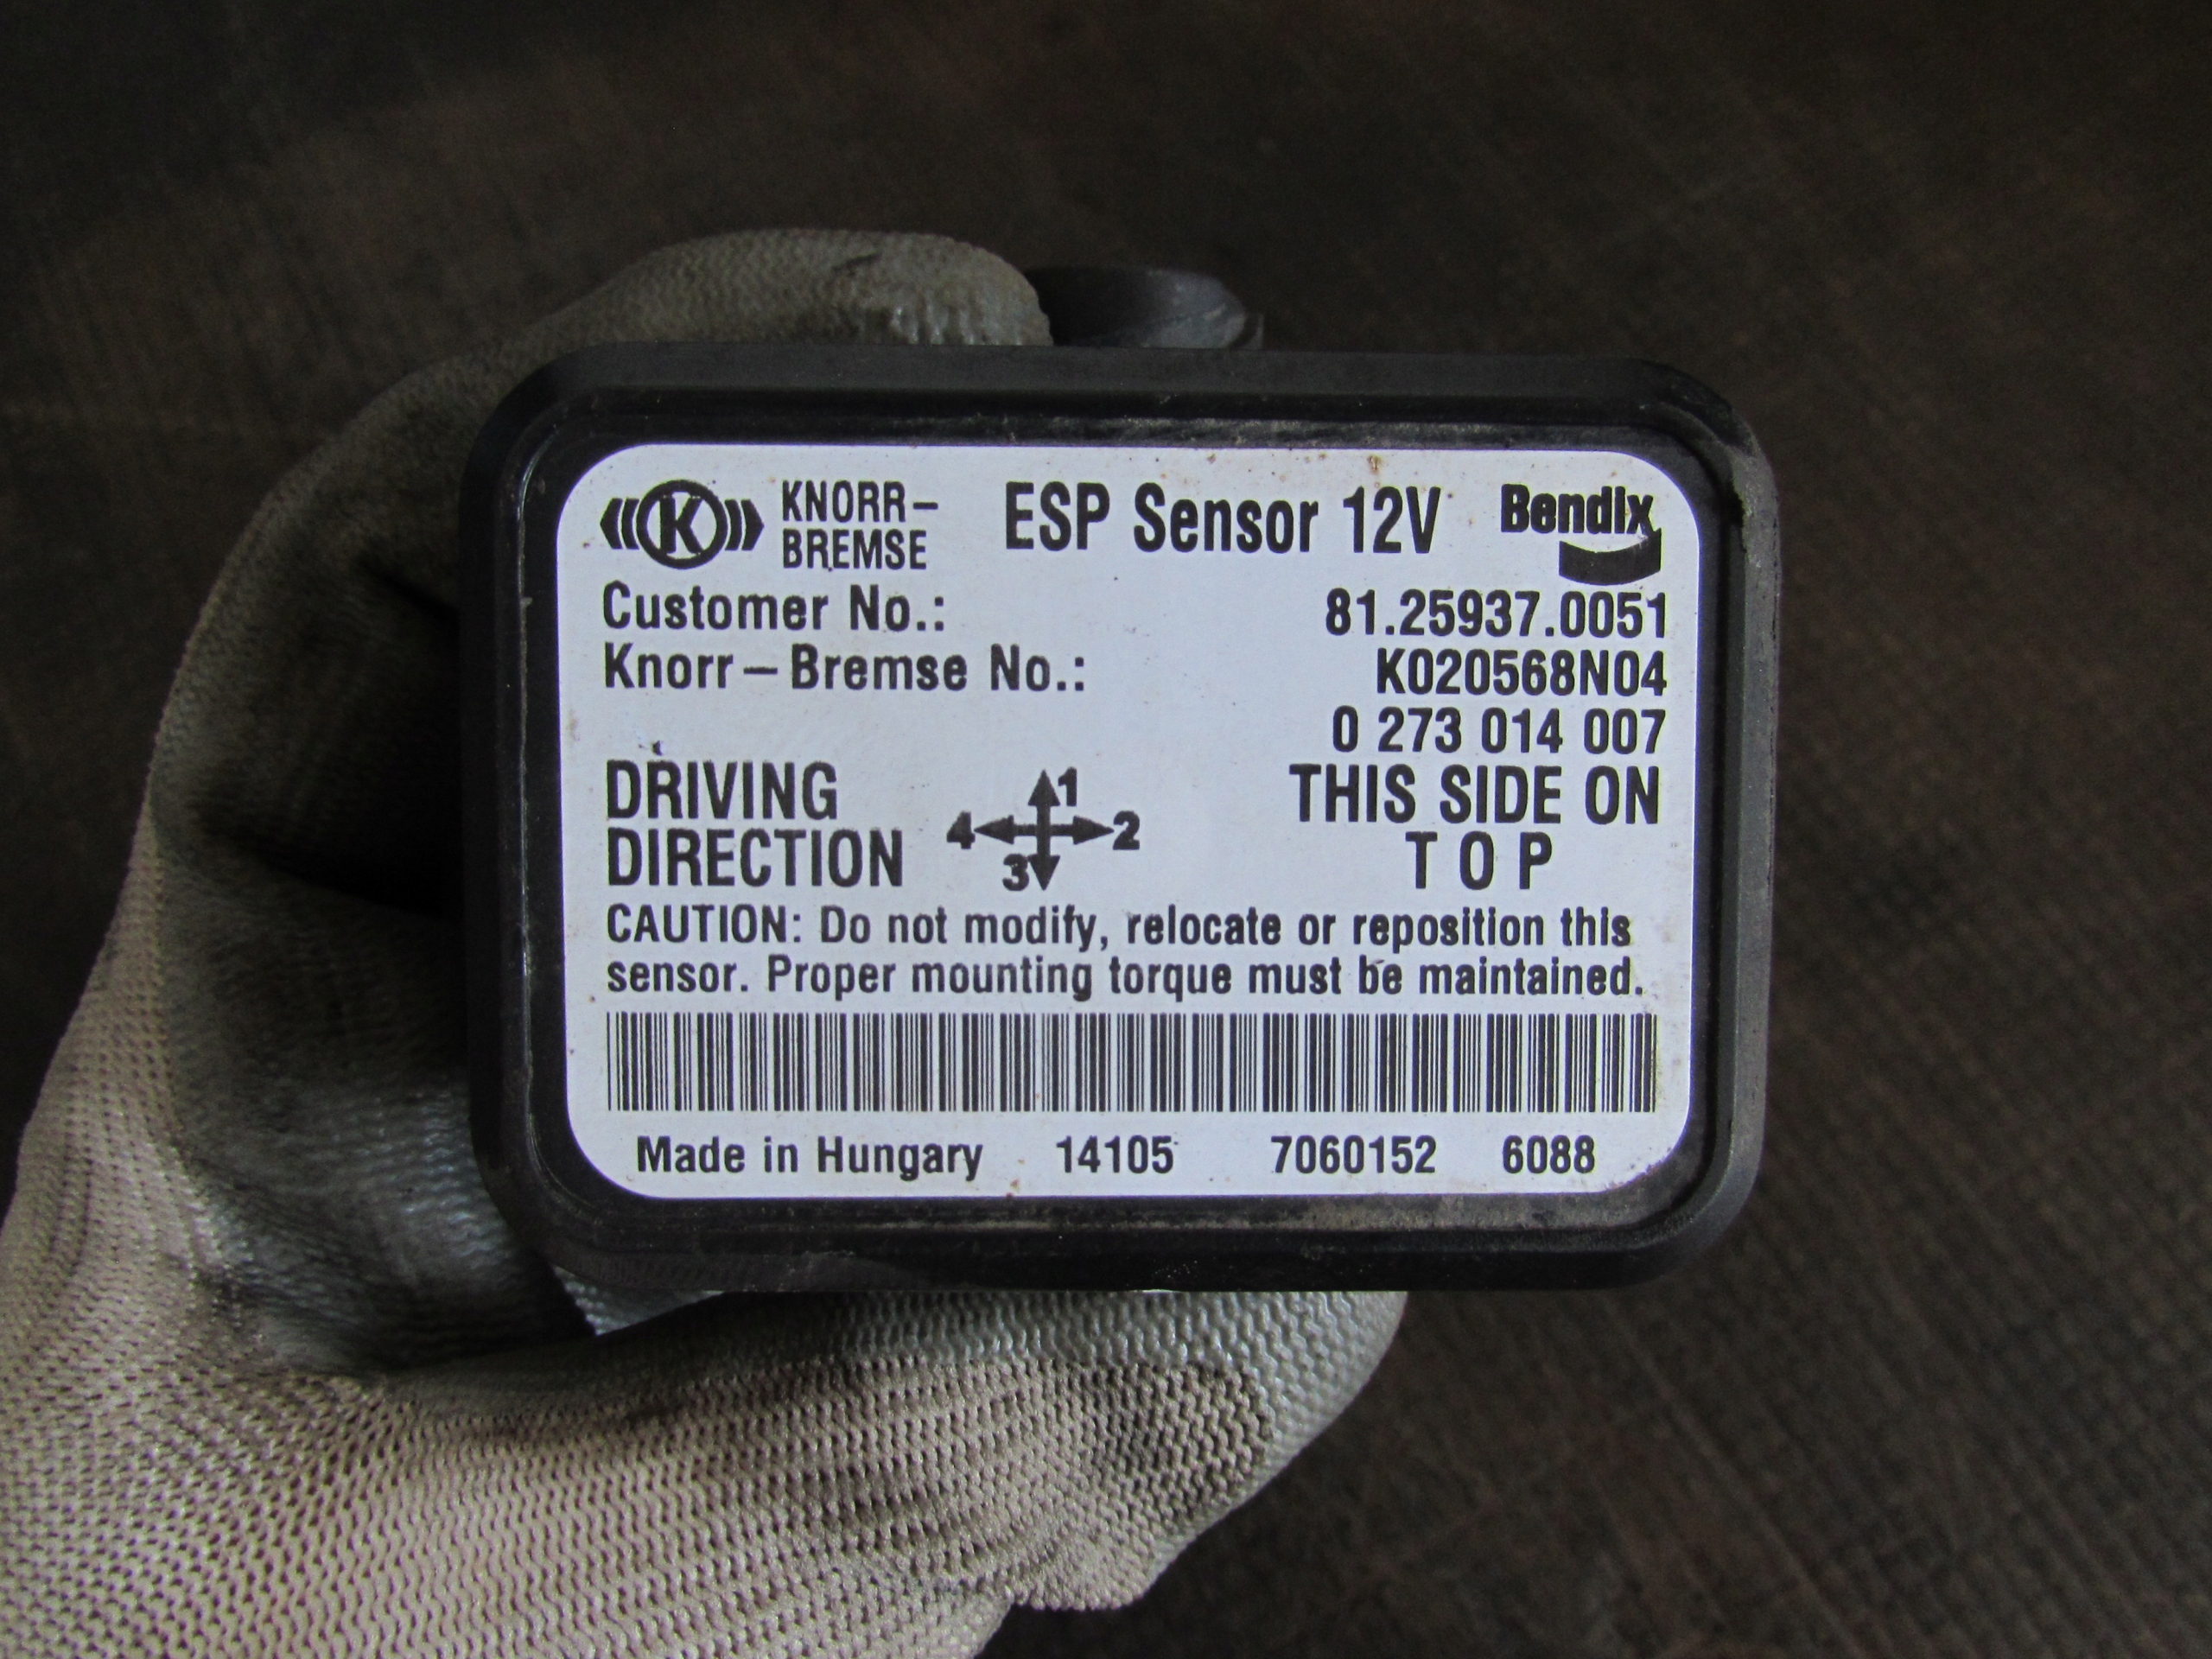 K KNORR-BREMSE ESP Sensor 12V Bendix
Customer No.: 81.25937.0051
Knorr-Bremse No.: K020568N04
0 273 014 007
DRIVING DIRECTION 1 2 3 4 THIS SIDE ON TOP
CAUTION: Do not modify, relocate or reposition this
sensor. Proper mounting torque must be maintained.
Made in Hungary 14105 7060152 6088